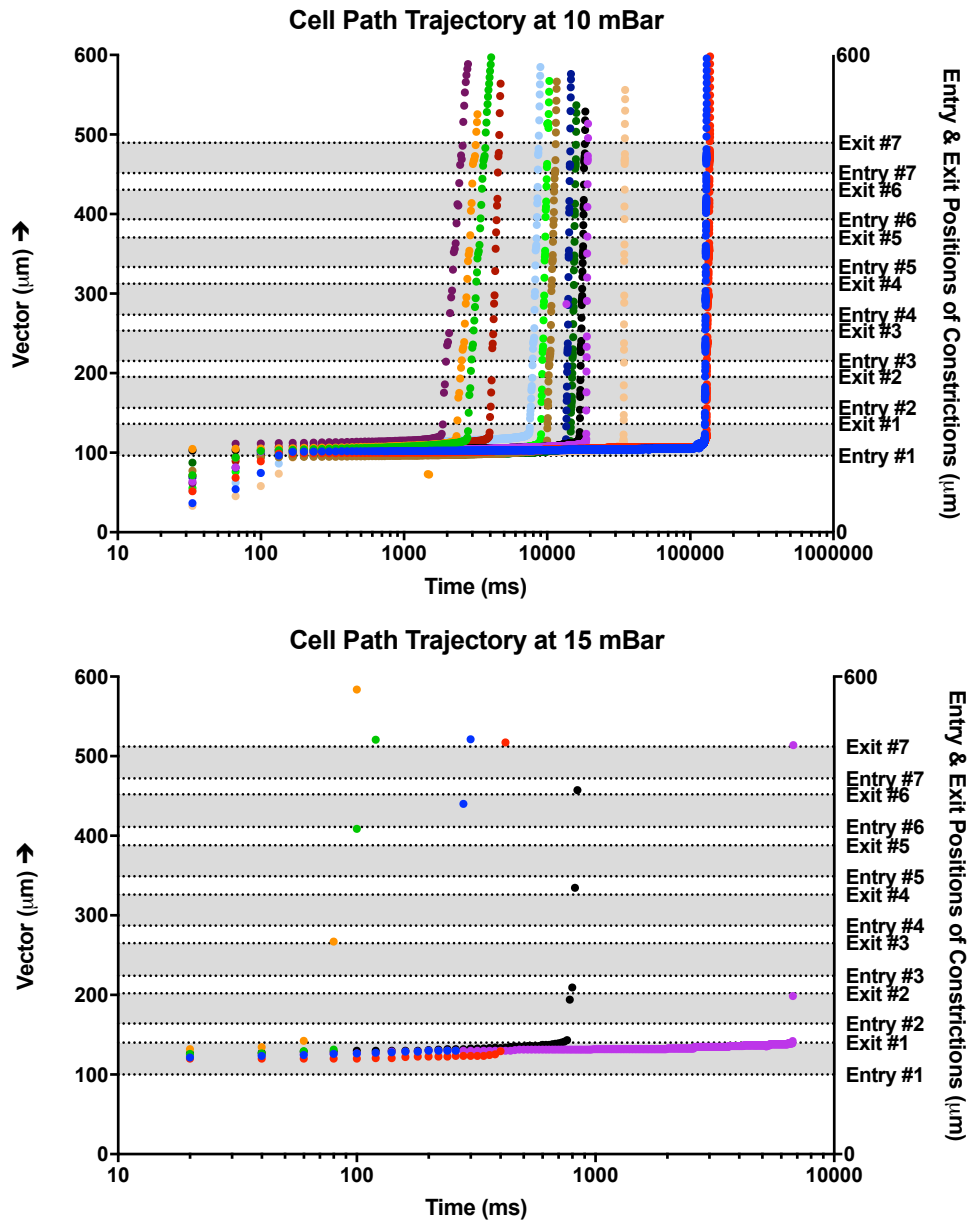 Cell Path Trajectory at 10 mBar
600
500
400
300
200
100
0
Vector (μm) ➔
10
100
1000
10000
100000
1000000
Time (ms)
600
Exit #7
Entry #7
Exit #6
Entry #6
Exit #5
Entry #5
Exit #4
Entry #4
Exit #3
Entry #3
Exit #2
Entry #2
Exit #1
Entry #1
0
Entry & Exit Positions of Constrictions (μm)
Cell Path Trajectory at 15 mBar
600
500
400
300
200
100
0
Vector (μm) ➔
10
100
1000
10000
Time (ms)
600
Exit #7
Entry #7
Exit #6
Entry #6
Exit #5
Entry #5
Exit #4
Entry #4
Exit #3
Entry #3
Exit #2
Entry #2
Exit #1
Entry #1
0
Entry & Exit Positions of Constrictions (μm)